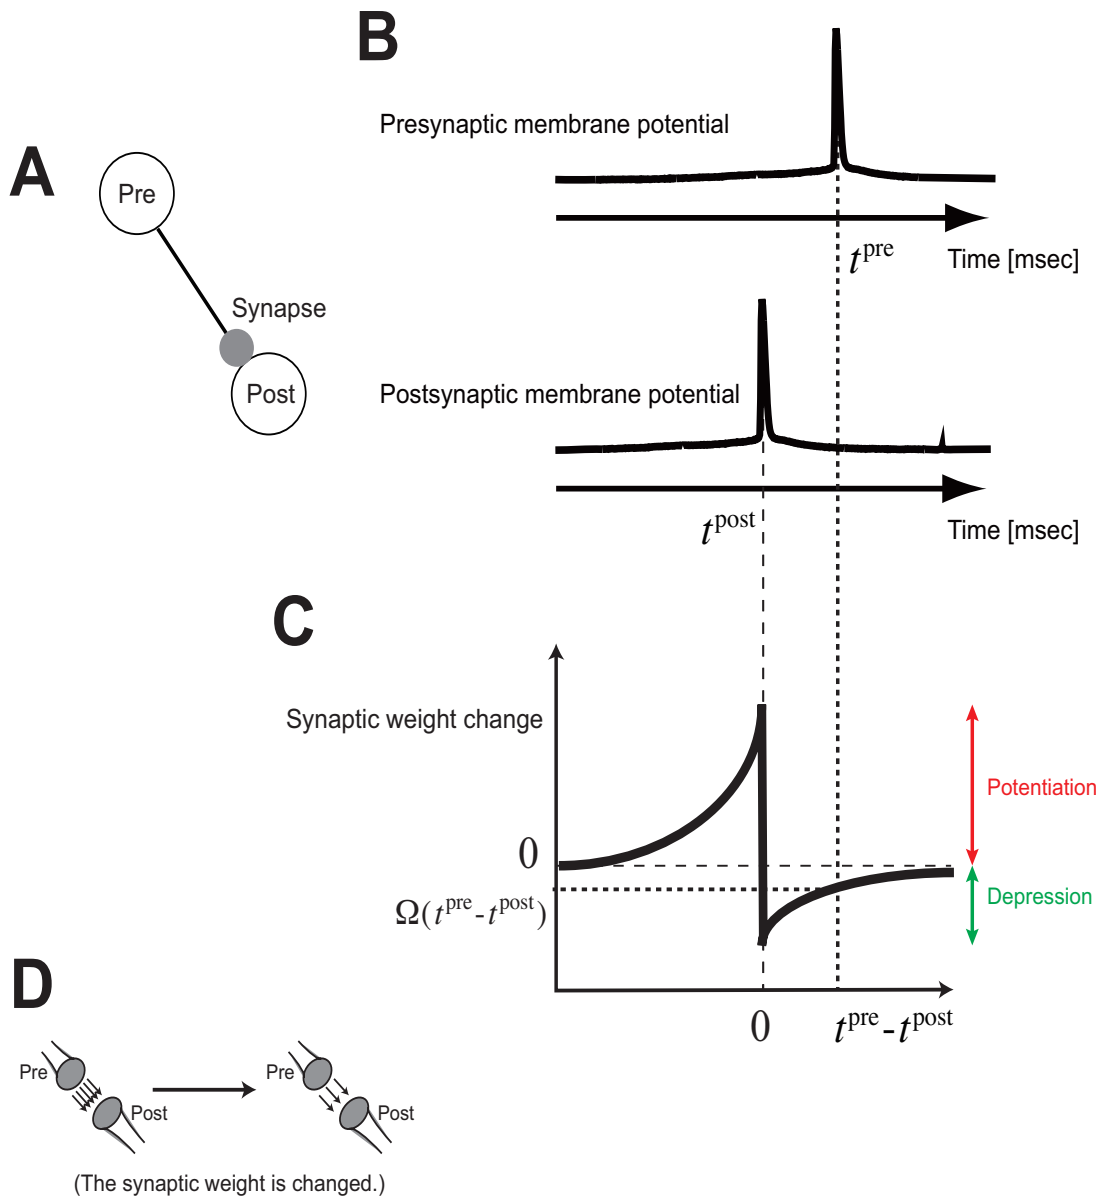 A
Pre
Synapse
Post
B
Presynaptic membrane potential
t^pre
Time [msec]
Postsynaptic membrane potential
t^post
Time [msec]
C
Synaptic weight change
Potentiation
0
Depression
Ω(t^pre-t^post)
0
t^pre-t^post
D
Pre
Post
Pre
Post
(The synaptic weight is changed.)